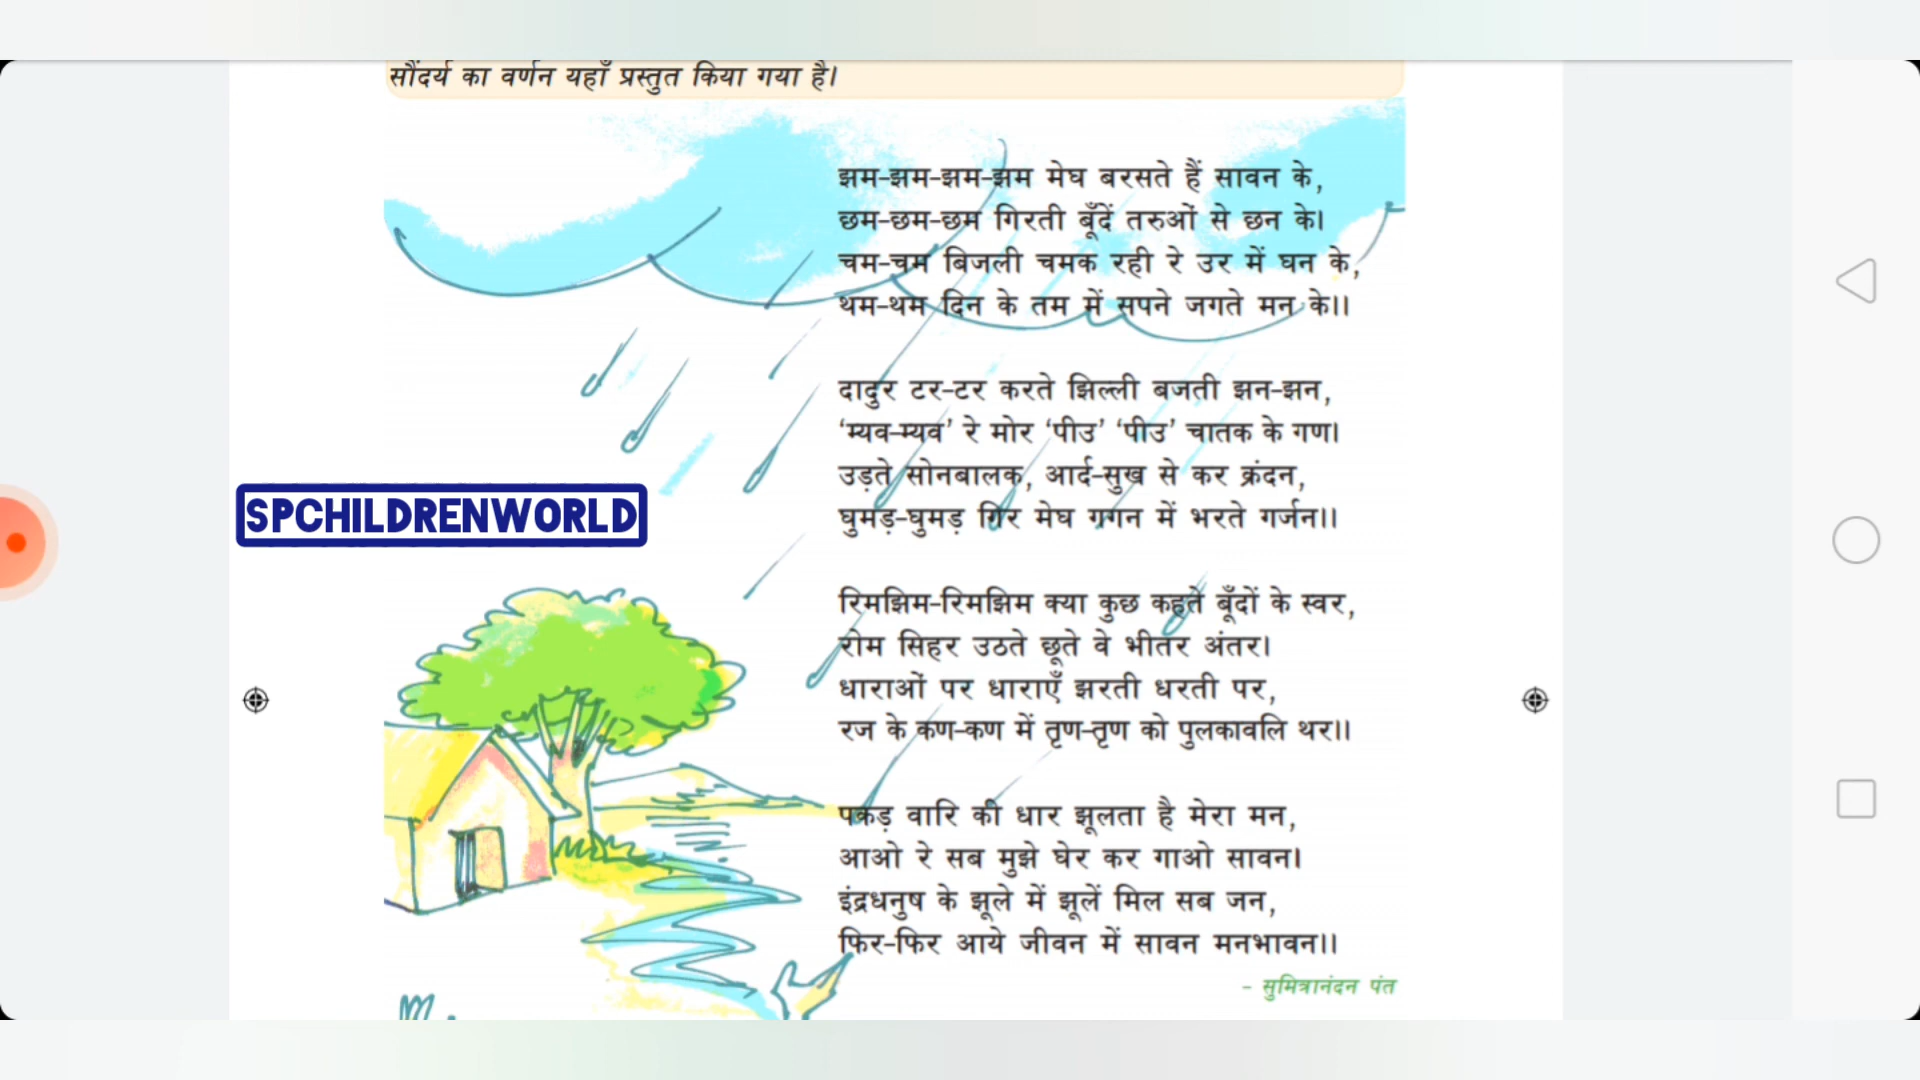 सौंदर्य का वर्णन यहाँ प्रस्तुत किया गया है।
झम-झम-झम-झम मेघ बरसते हैं सावन के,
छम-छम-छम गिरती बूँदें तरुओं से छन के।
चम-चम बिजली चमक रही रे उर में घन के,
थम-थम दिन के तम में सपने जगते मन के।।
दादुर टर-टर करते झिल्ली बजती झन-झन,
‘म्यव-म्यव’ रे मोर ‘पीउ’ ‘पीउ’ चातक के गण।
उड़ते सोनबालक, आर्द-सुख से कर क्रंदन,
घुमड़-घुमड़ गिर मेघ गगन में भरते गर्जन।।
SPCHILDRENWORLD
रिमझिम-रिमझिम क्या कुछ कहते बूँदों के स्वर,
रोम सिहर उठते छूते वे भीतर अंतर।
धाराओं पर धाराएँ झरती धरती पर,
रज के कण-कण में तृण-तृण को पुलकावलि थर।।
पकड़ वारि की धार झूलता है मेरा मन,
आओ रे सब मुझे घेर कर गाओ सावन।
इंद्रधनुष के झूले में झूलें मिल सब जन,
फिर-फिर आये जीवन में सावन मनभावन।।
- सुमित्रानंदन पंत